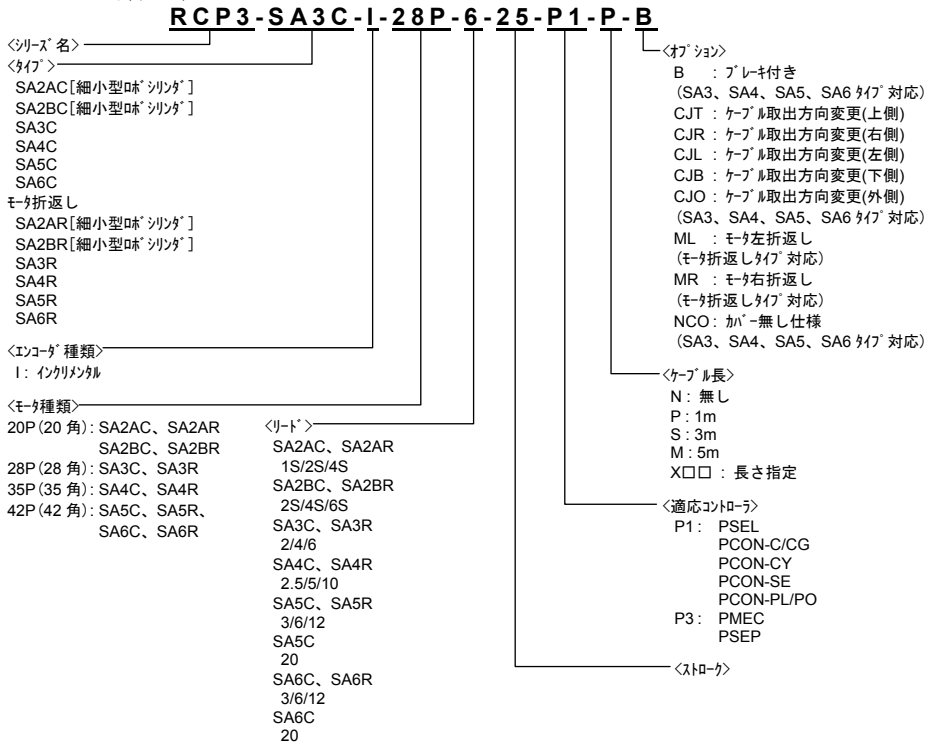 RCP3-SA3C-I-28P-6-25-P1-P-B
〈ｼﾘｰｽﾞ名〉
〈ﾀｲﾌﾟ〉
SA2AC[細小型ﾛﾎﾞｼﾘﾝﾀﾞ]
SA2BC[細小型ﾛﾎﾞｼﾘﾝﾀﾞ]
SA3C
SA4C
SA5C
SA6C
ﾓｰﾀ折返し
SA2AR[細小型ﾛﾎﾞｼﾘﾝﾀﾞ]
SA2BR[細小型ﾛﾎﾞｼﾘﾝﾀﾞ]
SA3R
SA4R
SA5R
SA6R
〈ｴﾝｺｰﾀﾞ種類〉
I : ｲﾝｸﾘﾒﾝﾀﾙ
〈ﾓｰﾀ種類〉
20P(20 角) : SA2AC、SA2AR
SA2BC、SA2BR
28P(28 角) : SA3C、SA3R
35P(35 角) : SA4C、SA4R
42P(42 角) : SA5C、SA5R、
SA6C、SA6R
〈ﾘｰﾄﾞ〉
SA2AC、SA2AR
1S/2S/4S
SA2BC、SA2BR
2S/4S/6S
SA3C、SA3R
2/4/6
SA4C、SA4R
2.5/5/10
SA5C、SA5R
3/6/12
SA5C
20
SA6C、SA6R
3/6/12
SA6C
20
〈ｵﾌﾟｼｮﾝ〉
B : ﾌﾞﾚｰｷ付き
(SA3、SA4、SA5、SA6 ﾀｲﾌﾟ対応)
CJT : ｹｰﾌﾞﾙ取出方向変更(上側)
CJR : ｹｰﾌﾞﾙ取出方向変更(右側)
CJL : ｹｰﾌﾞﾙ取出方向変更(左側)
CJB : ｹｰﾌﾞﾙ取出方向変更(下側)
CJO : ｹｰﾌﾞﾙ取出方向変更(外側)
(SA3、SA4、SA5、SA6 ﾀｲﾌﾟ対応)
ML : ﾓｰﾀ左折返し
(ﾓｰﾀ折返しﾀｲﾌﾟ対応)
MR : ﾓｰﾀ右折返し
(ﾓｰﾀ折返しﾀｲﾌﾟ対応)
NCO : ｶﾊﾞｰ無し仕様
(SA3、SA4、SA5、SA6 ﾀｲﾌﾟ対応)
〈ｹｰﾌﾞﾙ長〉
N : 無し
P : 1m
S : 3m
M : 5m
X□□ : 長さ指定
〈適応ｺﾝﾄﾛｰﾗ〉
P1 : PSEL
PCON-C/CG
PCON-CY
PCON-SE
PCON-PL/PO
P3 : PMEC
PSEP
〈ｽﾄﾛｰｸ〉